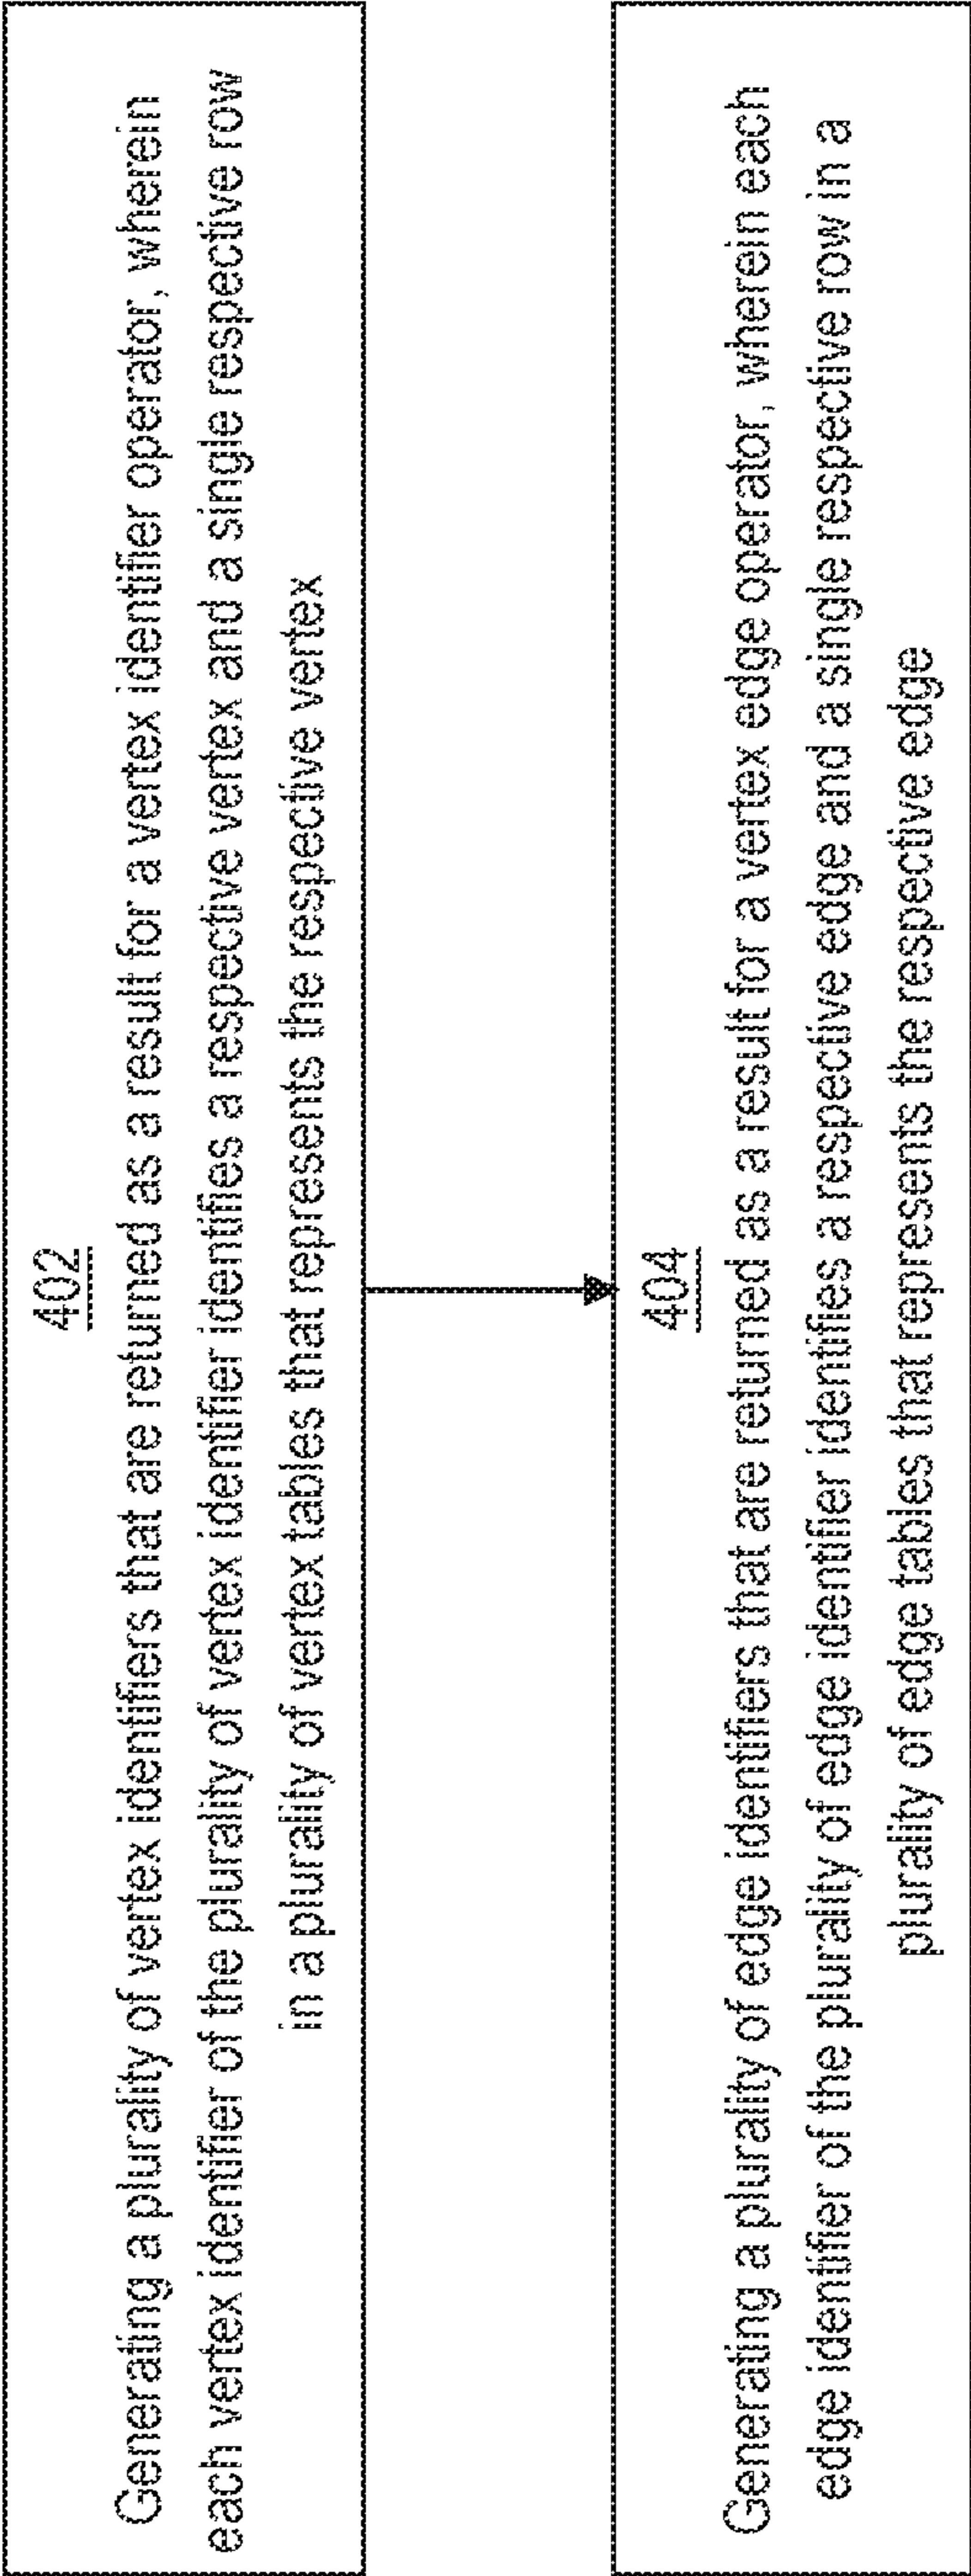 402
Generating a plurality of vertex identifiers that are returned as a result for a vertex identifier operator, wherein
each vertex identifier of the plurality of vertex identifier identifies a respective vertex and a single respective row
in a plurality of vertex tables that represents the respective vertex
404
Generating a plurality of edge identifiers that are returned as a result for a vertex edge operator, wherein each
edge identifier of the plurality of edge identifier identifies a respective edge and a single respective row in a
plurality of edge tables that represents the respective edge